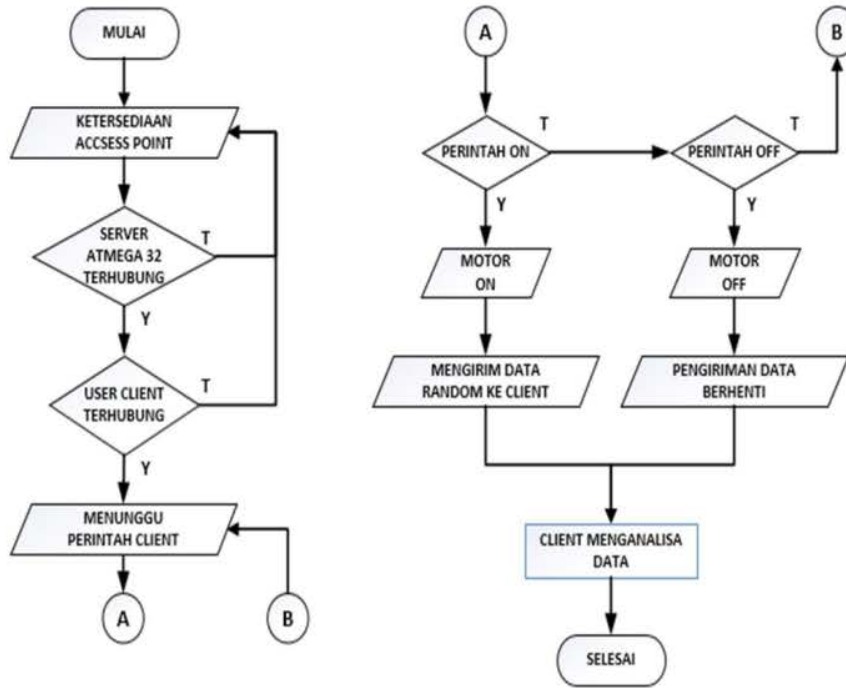 MULAI
KETERSEDIAAN
ACCSESS POINT
SERVER
ATMEGA 32
TERHUBUNG
T
Y
USER CLIENT
TERHUBUNG
T
Y
MENUNGGU
PERINTAH CLIENT
A
B
A
B
PERINTAH ON
T
PERINTAH OFF
T
Y
Y
MOTOR
ON
MOTOR
OFF
MENGIRIM DATA
RANDOM KE CLIENT
PENGIRIMAN DATA
BERHENTI
CLIENT MENGANALISA
DATA
SELESAI